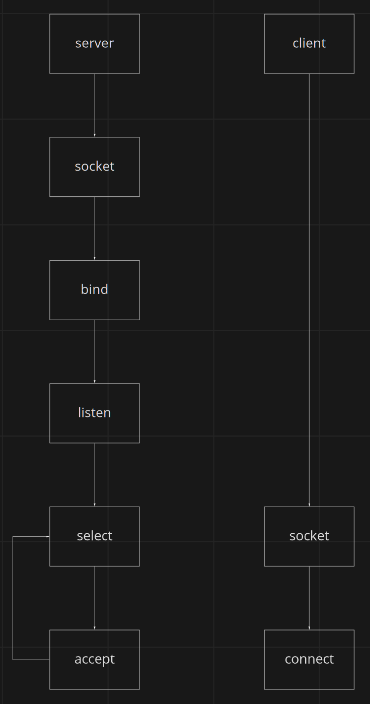 server
client
socket
bind
listen
select
socket
accept
connect